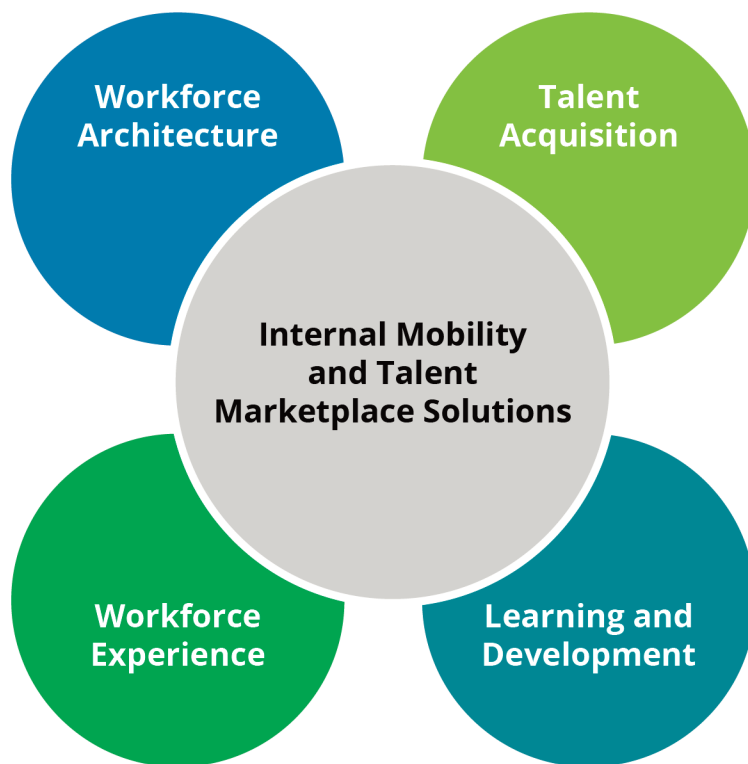 Workforce
Architecture
Talent
Acquisition
Internal Mobility
and Talent
Marketplace Solutions
Workforce
Experience
Learning and
Development